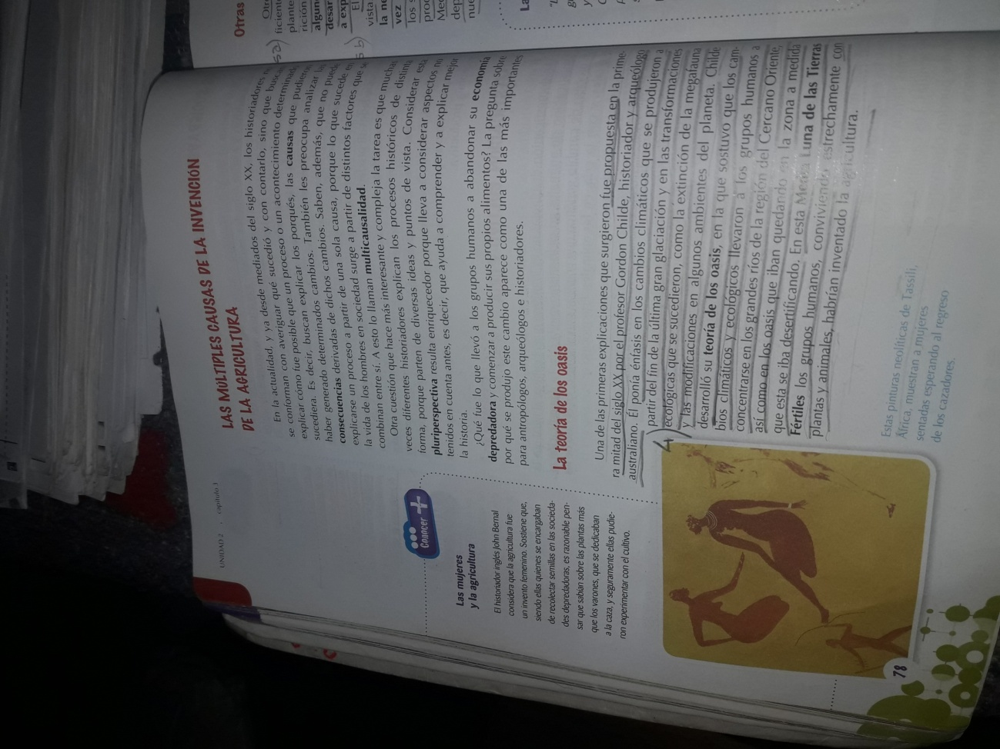 UNIDAD 2 . capítulo 3
LAS MÚLTIPLES CAUSAS DE LA INVENCIÓN
DE LA AGRICULTURA
En la actualidad, y ya desde mediados del siglo XX, los historiadores
se conforman con averiguar qué sucedió y con contarlo, sino que
explicar cómo fue posible que un proceso o un acontecimiento
sucediera. Es decir, buscan explicar los porqués, las causas que
haber generado determinados cambios. También les preocupa analizar
consecuencias derivadas de dichos cambios. Saben, además, que no
explicarse un proceso a partir de una sola causa, porque lo que sucede
la vida de los hombres en sociedad surge a partir de distintos factores que
combinan entre sí. A esto lo llaman multicausalidad.
Otra cuestión que hace más interesante y compleja la tarea es que
veces diferentes historiadores explican los procesos históricos de
forma, porque parten de diversas ideas y puntos de vista. Considerar
pluriperspectiva resulta enriquecedor porque lleva a considerar aspectos no
tenidos en cuenta antes, es decir, que ayuda a comprender y a explicar mejor
la historia.
¿Qué fue lo que llevó a los grupos humanos a abandonar su economía
depredadora y comenzar a producir sus propios alimentos? La pregunta sobre
por qué se produjo este cambio aparece como una de las más importantes
para antropólogos, arqueólogos e historiadores.
La teoría de los oasis
Una de las primeras explicaciones que surgieron fue propuesta en la prime-
ra mitad del siglo XX por el profesor Gordon Childe, historiador y arqueólogo
australiano. Él ponía énfasis en los cambios climáticos que se produjeron a
partir del fin de la última gran glaciación y en las transformaciones
ecológicas que se sucedieron, como la extinción de la megafauna
y las modificaciones en algunos ambientes del planeta. Childe
desarrolló su teoría de los oasis, en la que sostuvo que los cam-
bios climáticos y ecológicos llevaron a los grupos humanos a
concentrarse en los grandes ríos de la región del Cercano Oriente,
así como en los oasis que iban quedando en la zona a medida
que esta se iba desertificando. En esta Media Luna de las Tierras
Fértiles los grupos humanos, conviviendo estrechamente con
plantas y animales, habrían inventado la agricultura.
4)
Conocer +
Las mujeres
y la agricultura
El historiador inglés John Bernal
considera que la agricultura fue
un invento femenino. Sostiene que,
siendo ellas quienes se encargaban
de recolectar semillas en las socieda-
des depredadoras, es razonable pen-
sar que sabían sobre las plantas más
que los varones, que se dedicaban
a la caza, y seguramente ellas pudie-
ron experimentar con el cultivo.
Estas pinturas neolíticas de Tassili,
África, muestran a mujeres
sentadas esperando al regreso
de los cazadores.
78
Otras
5a)
5b)